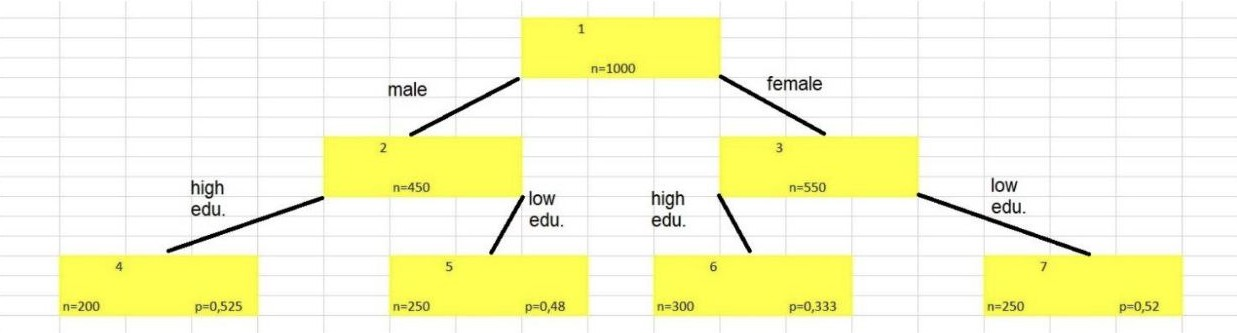 1
n=1000
male
female
2
n=450
3
n=550
high
edu.
low
edu.
high
edu.
low
edu.
4
n=200 p=0,525
5
n=250 p=0,48
6
n=300 p=0,333
7
n=250 p=0,52